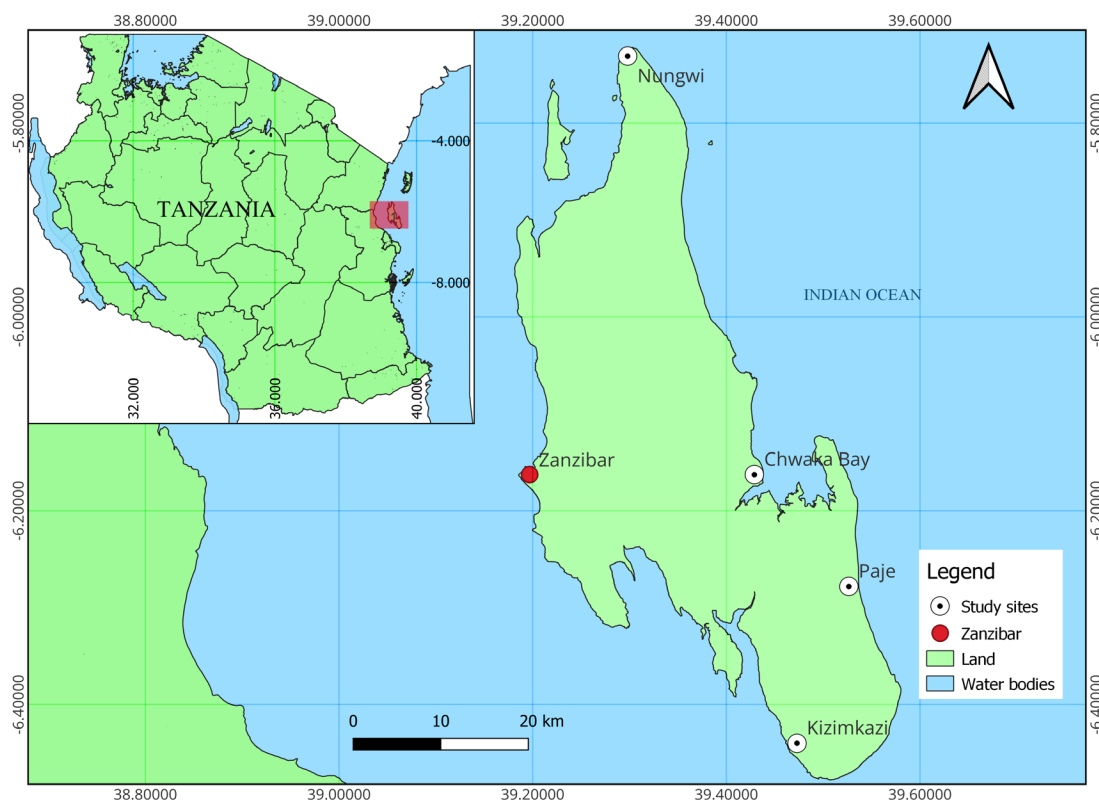 38.80000 39.00000 39.20000 39.40000 39.60000
Nungwi
-5.80000
-5.80000
-4.000
TANZANIA
-8.000
INDIAN OCEAN
-6.00000
-6.00000
32.000
36.000
40.000
Zanzibar
Chwaka Bay
-6.20000
-6.20000
Paje
Legend
Study sites
Zanzibar
Land
Water bodies
-6.40000
-6.40000
Kizimkazi
0 10 20 km
38.80000 39.00000 39.20000 39.40000 39.60000